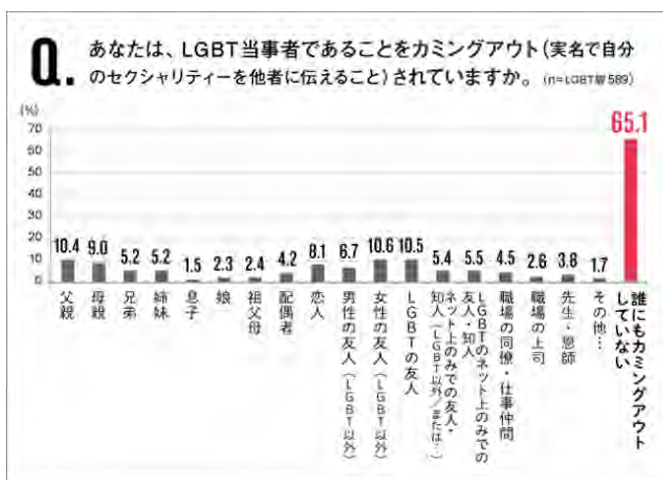 Q.
あなたは、LGBT当事者であることをカミングアウト(実名で自分
のセクシャリティーを他者に伝えること)されていますか。(n=LGBT層589)
(%)
70
60
50
40
30
20
10
0
10.4
9.0
5.2
5.2
1.5
2.3
2.4
4.2
8.1
6.7
10.6
10.5
5.4
5.5
4.5
2.6
3.8
1.7
65.1
父親
母親
兄弟
姉妹
息子
娘
祖父母
配偶者
恋人
男性の友人(LGBT以外)
女性の友人(LGBT以外)
LGBTの友人
ネット上のみでの友人・
知人(LGBT以外/または…)
LGBTのネット上のみでの
友人・知人
職場の同僚・仕事仲間
職場の上司
先生・恩師
その他…
誰にもカミングアウト
していない